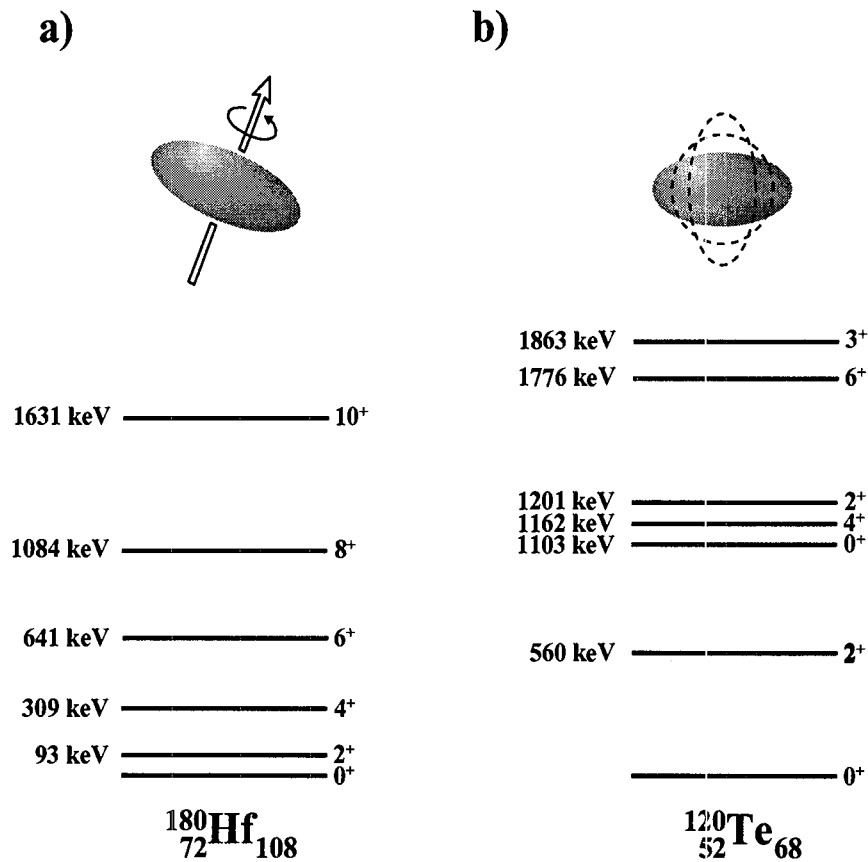 a)
b)
1863 keV 3⁺
1776 keV 6⁺
1631 keV 10⁺
1201 keV 2⁺
1162 keV 4⁺
1103 keV 0⁺
1084 keV 8⁺
641 keV 6⁺
560 keV 2⁺
309 keV 4⁺
93 keV 2⁺
0⁺
0⁺
¹⁸⁰₇₂Hf₁₀₈
¹²⁰₅₂Te₆₈